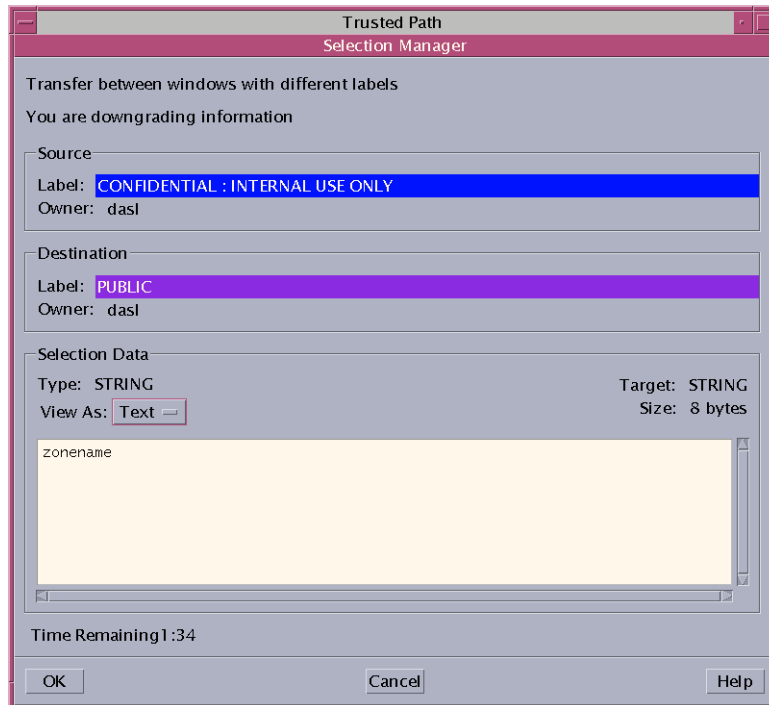 Trusted Path
Selection Manager
Transfer between windows with different labels
You are downgrading information
Source
Label: CONFIDENTIAL : INTERNAL USE ONLY
Owner: dasl
Destination
Label: PUBLIC
Owner: dasl
Selection Data
Type: STRING Target: STRING
View As: Text Size: 8 bytes
zonename
Time Remaining1:34
OK Cancel Help